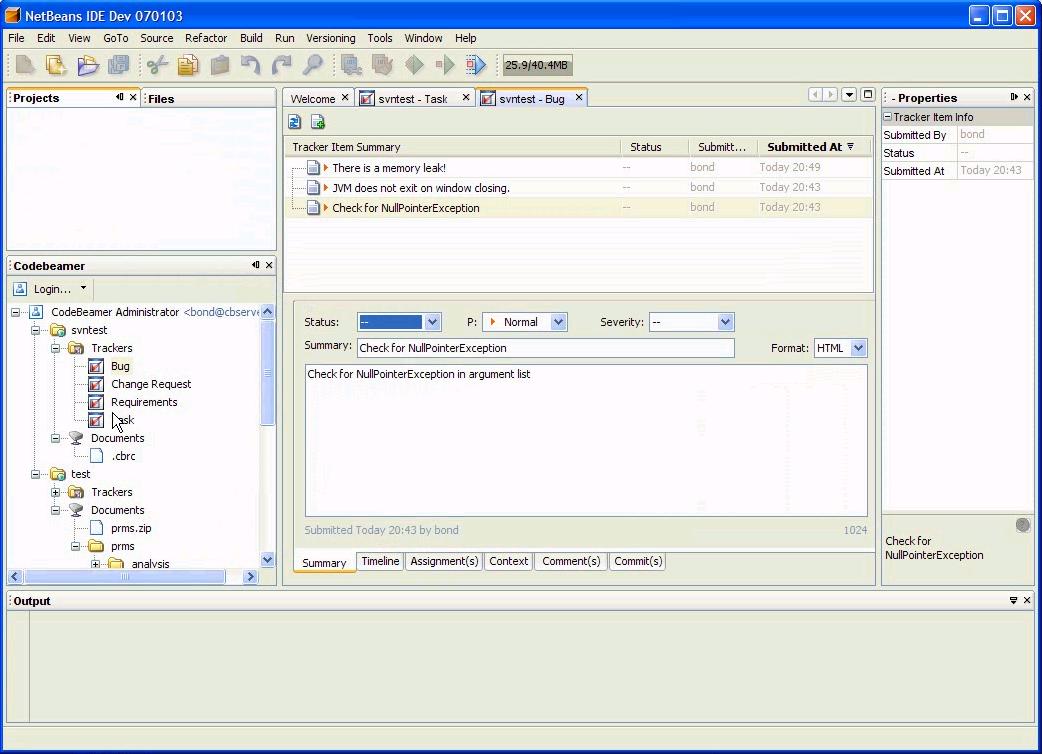 NetBeans IDE Dev 070103
File Edit View GoTo Source Refactor Build Run Versioning Tools Window Help
25.9/40.4MB
Projects
Files
Welcome
svntest - Task
svntest - Bug
Tracker Item Summary Status Submitt... Submitted At
There is a memory leak! -- bond Today 20:49
JVM does not exit on window closing. -- bond Today 20:43
Check for NullPointerException -- bond Today 20:43
- Properties
Tracker Item Info
Submitted By bond
Status --
Submitted At Today 20:43
Codebeamer
Login...
CodeBeamer Administrator <bond@cbserve
svntest
Trackers
Bug
Change Request
Requirements
Documents
.cbrc
test
Trackers
Documents
prms.zip
prms
analysis
Status: -- P: Normal Severity: --
Summary: Check for NullPointerException Format: HTML
Check for NullPointerException in argument list
Submitted Today 20:43 by bond 1024
Summary Timeline Assignment(s) Context Comment(s) Commit(s)
Check for
NullPointerException
Output